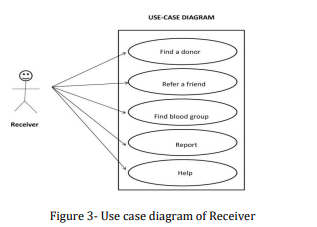 USE-CASE DIAGRAM
Find a donor
Refer a friend
Find blood group
Report
Help
Receiver
Figure 3- Use case diagram of Receiver